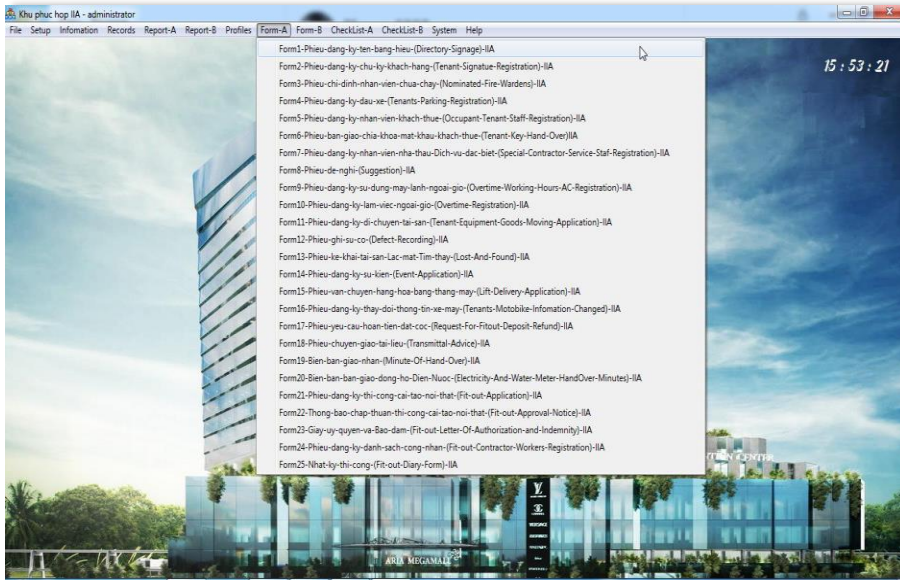 Khu phuc hop IIA - administrator
File Setup Infomation Records Report-A Report-B Profiles Form-A Form-B CheckList-A CheckList-B System Help
Form1-Phieu-dang-ky-ten-bang-hieu-(Directory-Signage)-IIA
15 : 53 : 21
Form2-Phieu-dang-ky-chu-ky-khach-hang-(Tenant-Signatue-Registration)-IIA
Form3-Phieu-chi-dinh-nhan-vien-chua-chay-(Nominated-Fire-Wardens)-IIA
Form4-Phieu-dang-ky-dau-xe-(Tenants-Parking-Registration)-IIA
Form5-Phieu-dang-ky-nhan-vien-khach-thue-(Occupant-Tenant-Staff-Registration)-IIA
Form6-Phieu-ban-giao-chia-khoa-mat-khau-khach-thue-(Tenant-Key-Hand-Over)IIA
Form7-Phieu-dang-ky-nhan-vien-nha-thau-Dich-vu-dac-biet-(Special-Contractor-Service-Staf-Registration)-IIA
Form8-Phieu-de-nghi-(Suggestion)-IIA
Form9-Phieu-dang-ky-su-dung-may-lanh-ngoai-gio-(Overtime-Working-Hours-AC-Registration)-IIA
Form10-Phieu-dang-ky-lam-viec-ngoai-gio-(Overtime-Registration)-IIA
Form11-Phieu-dang-ky-di-chuyen-tai-san-(Tenant-Equipment-Goods-Moving-Application)-IIA
Form12-Phieu-ghi-su-co-(Defect-Recording)-IIA
Form13-Phieu-ke-khai-tai-san-Lac-mat-Tim-thay-(Lost-And-Found)-IIA
Form14-Phieu-dang-ky-su-kien-(Event-Application)-IIA
Form15-Phieu-van-chuyen-hang-hoa-bang-thang-may-(Lift-Delivery-Application)-IIA
Form16-Phieu-dang-ky-thay-doi-thong-tin-xe-may-(Tenants-Motobike-Infomation-Changed)-IIA
Form17-Phieu-yeu-cau-hoan-tien-dat-coc-(Request-For-Fitout-Deposit-Refund)-IIA
Form18-Phieu-chuyen-giao-tai-lieu-(Transmittal-Advice)-IIA
Form19-Bien-ban-giao-nhan-(Minute-Of-Hand-Over)-IIA
Form20-Bien-ban-ban-giao-dong-ho-Dien-Nuoc-(Electricity-And-Water-Meter-HandOver-Minutes)-IIA
Form21-Phieu-dang-ky-thi-cong-cai-tao-noi-that-(Fit-out-Application)-IIA
Form22-Thong-bao-chap-thuan-thi-cong-cai-tao-noi-that-(Fit-out-Approval-Notice)-IIA
Form23-Giay-uy-quyen-va-Bao-dam-(Fit-out-Letter-Of-Authorization-and-Indemnity)-IIA
Form24-Phieu-dang-ky-danh-sach-cong-nhan-(Fit-out-Contractor-Workers-Registration)-IIA
Form25-Nhat-ky-thi-cong-(Fit-out-Diary-Form)-IIA
ARIA MEGAMALL